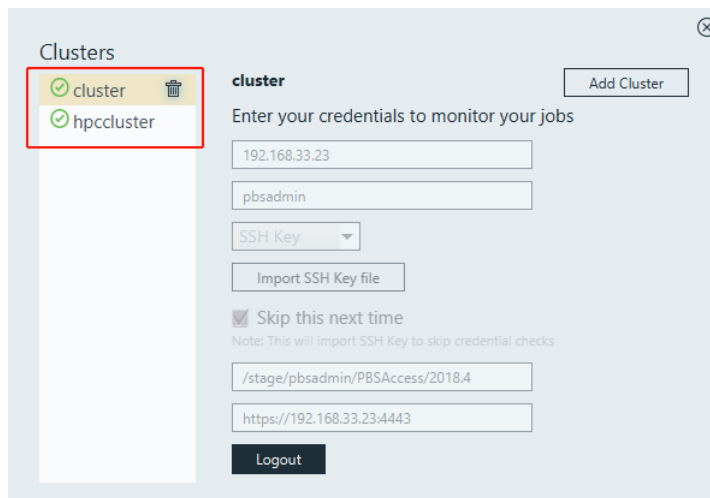 Clusters
cluster
hpccluster
cluster
Add Cluster
Enter your credentials to monitor your jobs
192.168.33.23
pbsadmin
SSH Key
Import SSH Key file
Skip this next time
Note: This will import SSH Key to skip credential checks
/stage/pbsadmin/PBSAccess/2018.4
https://192.168.33.23:4443
Logout